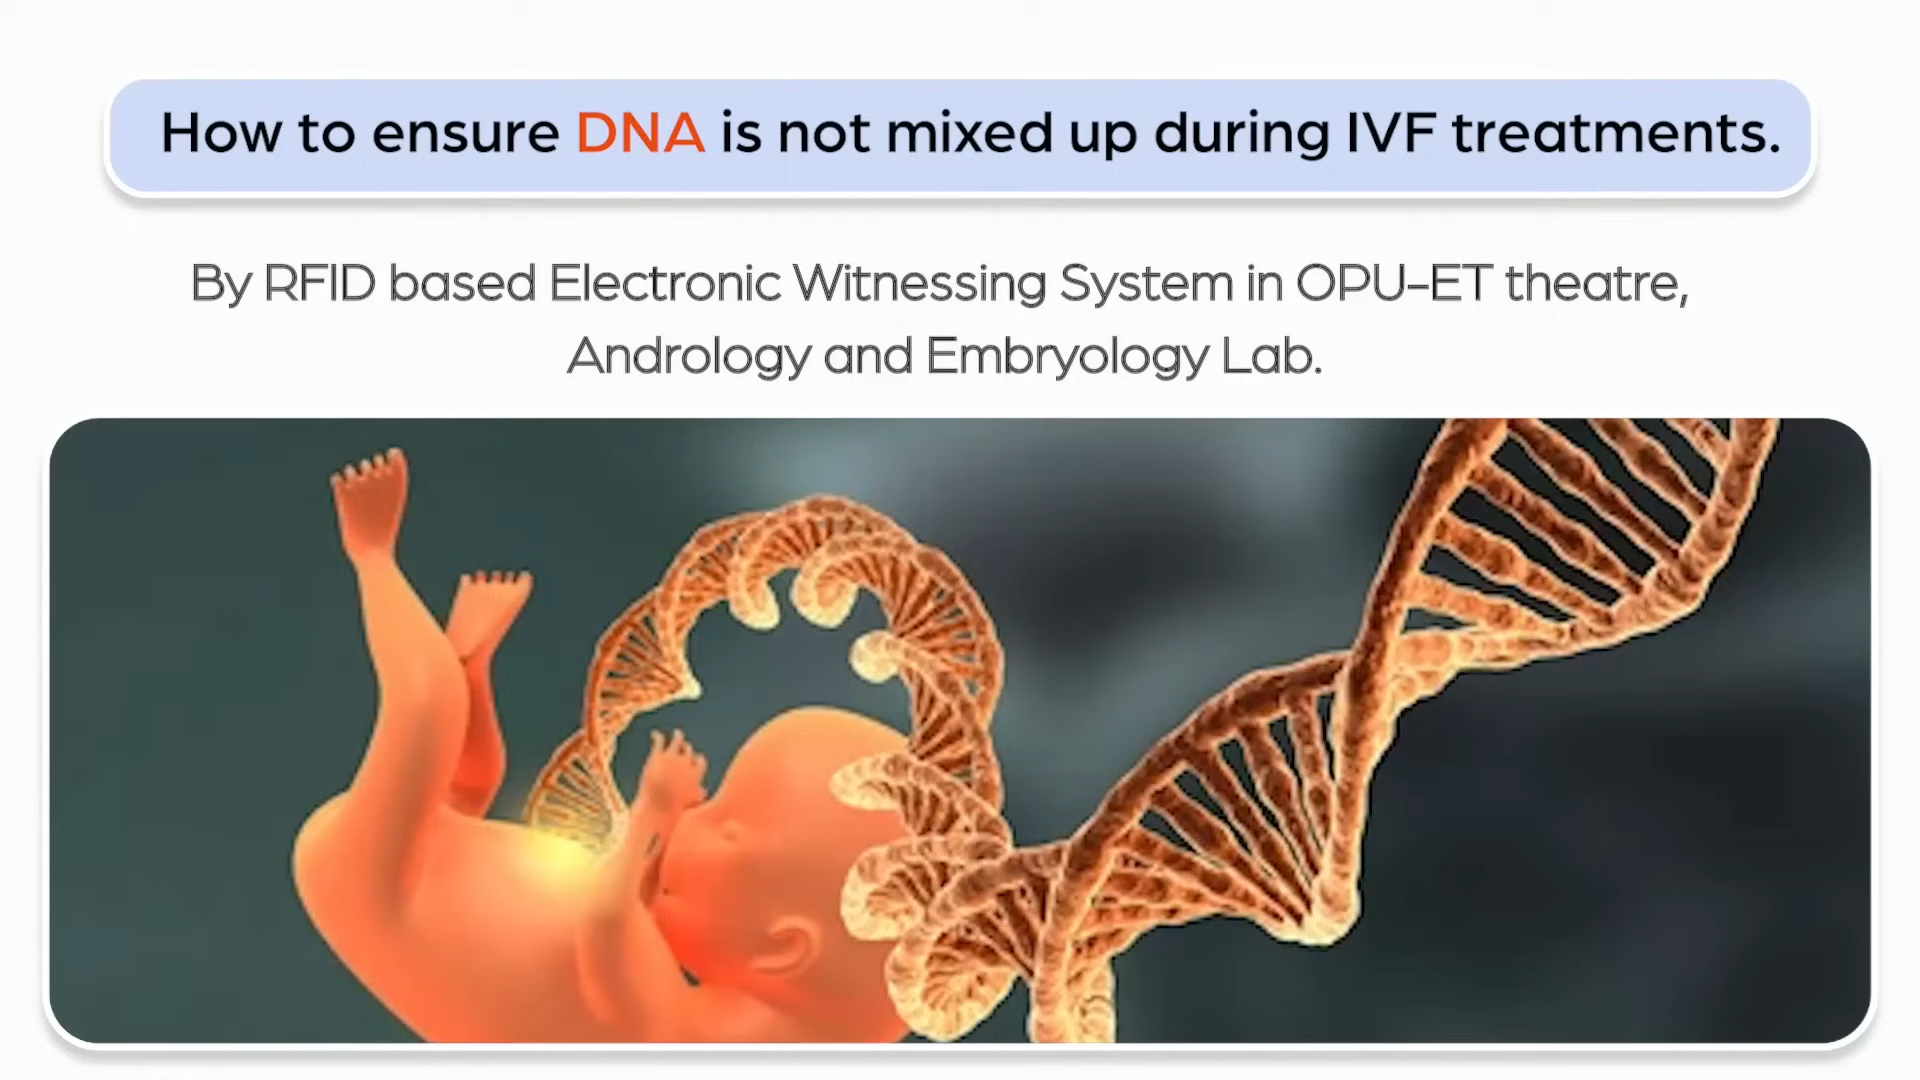 How to ensure DNA is not mixed up during IVF treatments.
By RFID based Electronic Witnessing System in OPU-ET theatre,
Andrology and Embryology Lab.